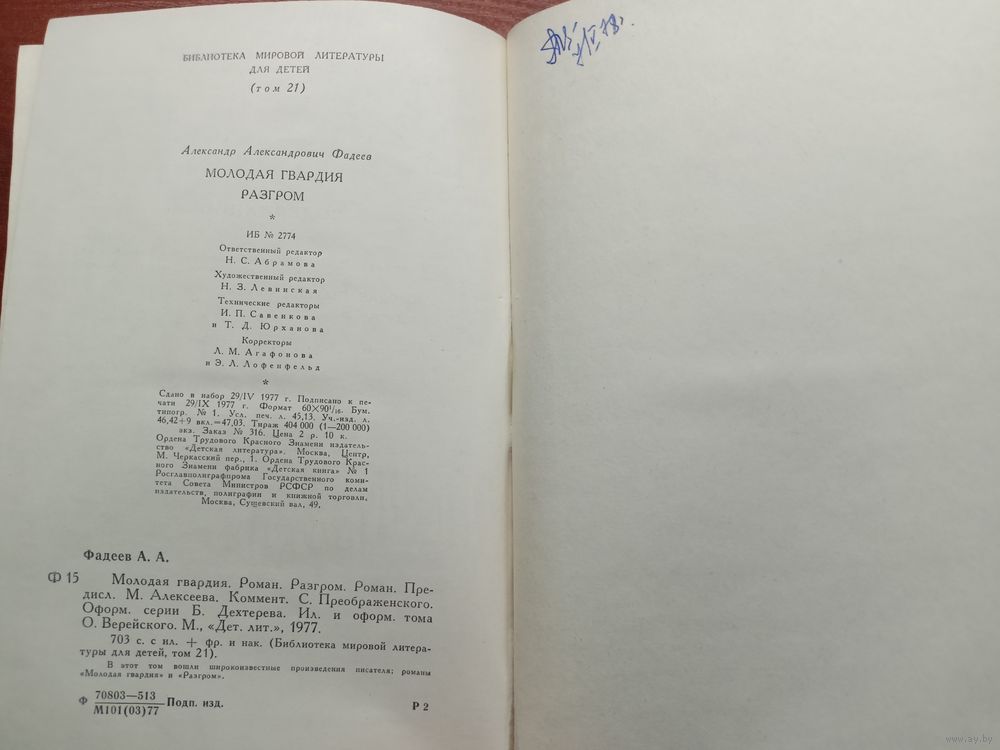 БИБЛИОТЕКА МИРОВОЙ ЛИТЕРАТУРЫ
ДЛЯ ДЕТЕЙ
(том 21)
Александр Александрович Фадеев
МОЛОДАЯ ГВАРДИЯ
РАЗГРОМ
*
ИБ № 2774
Ответственный редактор
Н. С. Абрамова
Художественный редактор
Н. З. Левинская
Технические редакторы
И. П. Савенкова
и Т. Д. Юрханова
Корректоры
Л. М. Агафонова
и Э. Л. Лофенфельд
*
Сдано в набор 29/IV 1977 г. Подписано к пе-
чати 29/IX 1977 г. Формат 60×90¹/₁₆. Бум.
типогр. № 1. Усл. печ. л. 45,13. Уч.-изд. л.
46,42+9 вкл.=47,03. Тираж 404 000 (1—200 000)
экз. Заказ № 316. Цена 2 р. 10 к.
Ордена Трудового Красного Знамени издатель-
ство «Детская литература». Москва, Центр,
М. Черкасский пер., 1. Ордена Трудового Крас-
ного Знамени фабрика «Детская книга» № 1
Росглавполиграфпрома Государственного коми-
тета Совета Министров РСФСР по делам
издательств, полиграфии и книжной торговли.
Москва, Сущевский вал, 49.
Фадеев А. А.
Ф 15 Молодая гвардия. Роман. Разгром. Роман. Пре-
дисл. М. Алексеева. Коммент. С. Преображенского.
Оформ. серии Б. Дехтерева. Ил. и оформ. тома
О. Верейского. М., «Дет. лит.», 1977.
703 с. с ил. + фр. и нак. (Библиотека мировой литера-
туры для детей, том 21).
В этот том вошли широкоизвестные произведения писателя: романы
«Молодая гвардия» и «Разгром».
Ф 70803—513
М101(03)77 Подп. изд. Р 2
www.ay.by